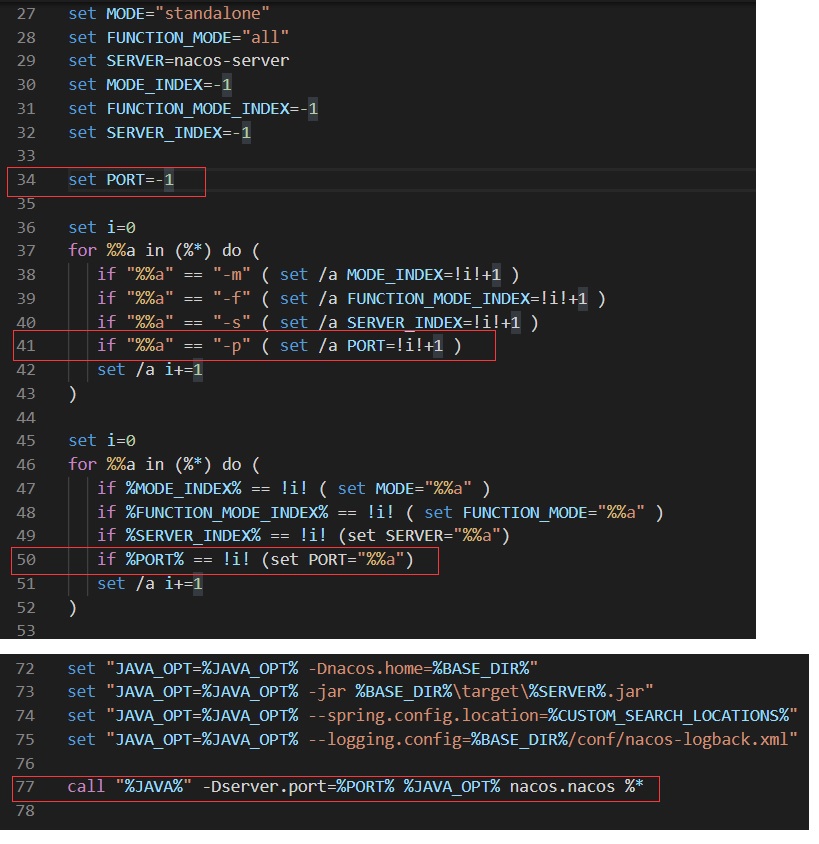 27 set MODE="standalone"
28 set FUNCTION_MODE="all"
29 set SERVER=nacos-server
30 set MODE_INDEX=-1
31 set FUNCTION_MODE_INDEX=-1
32 set SERVER_INDEX=-1
33
34 set PORT=-1
35
36 set i=0
37 for %%a in (%*) do (
38 if "%%a" == "-m" ( set /a MODE_INDEX=!i!+1 )
39 if "%%a" == "-f" ( set /a FUNCTION_MODE_INDEX=!i!+1 )
40 if "%%a" == "-s" ( set /a SERVER_INDEX=!i!+1 )
41 if "%%a" == "-p" ( set /a PORT=!i!+1 )
42 set /a i+=1
43 )
44
45 set i=0
46 for %%a in (%*) do (
47 if %MODE_INDEX% == !i! ( set MODE="%%a" )
48 if %FUNCTION_MODE_INDEX% == !i! ( set FUNCTION_MODE="%%a" )
49 if %SERVER_INDEX% == !i! (set SERVER="%%a")
50 if %PORT% == !i! (set PORT="%%a")
51 set /a i+=1
52 )
53
72 set "JAVA_OPT=%JAVA_OPT% -Dnacos.home=%BASE_DIR%"
73 set "JAVA_OPT=%JAVA_OPT% -jar %BASE_DIR%\target\%SERVER%.jar"
74 set "JAVA_OPT=%JAVA_OPT% --spring.config.location=%CUSTOM_SEARCH_LOCATIONS%"
75 set "JAVA_OPT=%JAVA_OPT% --logging.config=%BASE_DIR%/conf/nacos-logback.xml"
76
77 call "%JAVA%" -Dserver.port=%PORT% %JAVA_OPT% nacos.nacos %*
78